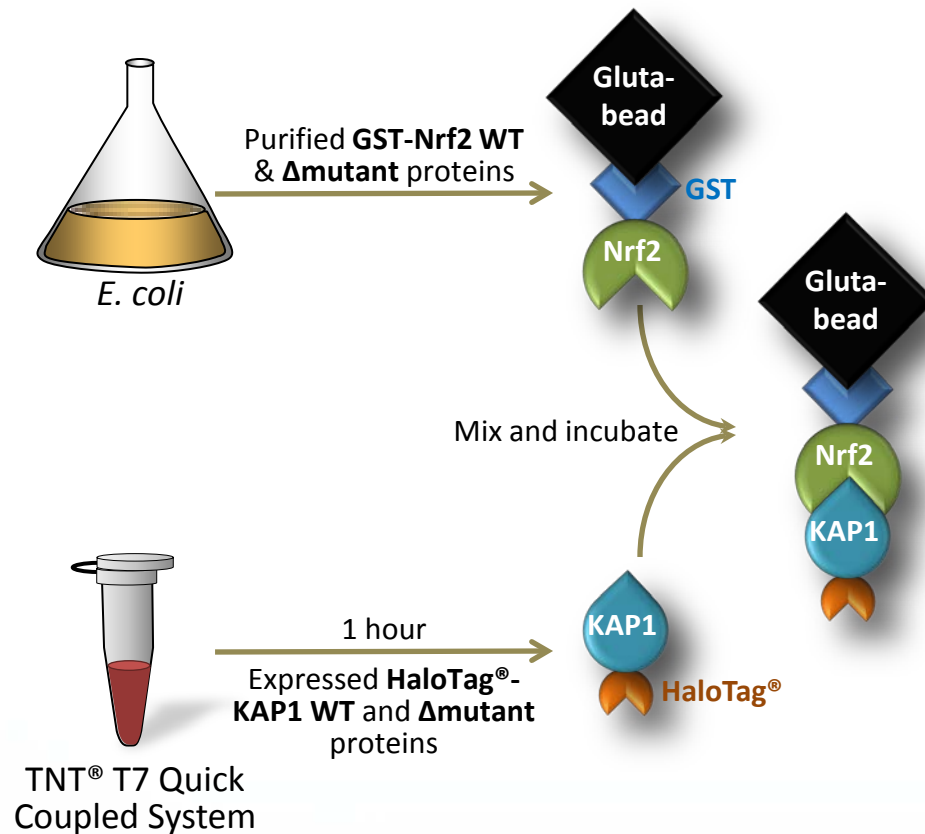 Gluta-
bead
Purified GST-Nrf2 WT
& Δmutant proteins
GST
Nrf2
E. coli
Gluta-
bead
Mix and incubate
Nrf2
KAP1
1 hour
KAP1
Expressed HaloTag®-
KAP1 WT and Δmutant
proteins
HaloTag®
TNT® T7 Quick
Coupled System